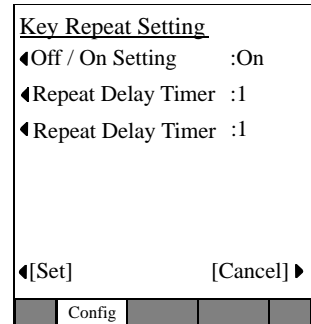 Key Repeat Setting
Off / On Setting :On
Repeat Delay Timer :1
Repeat Delay Timer :1
[Set] [Cancel]
Config